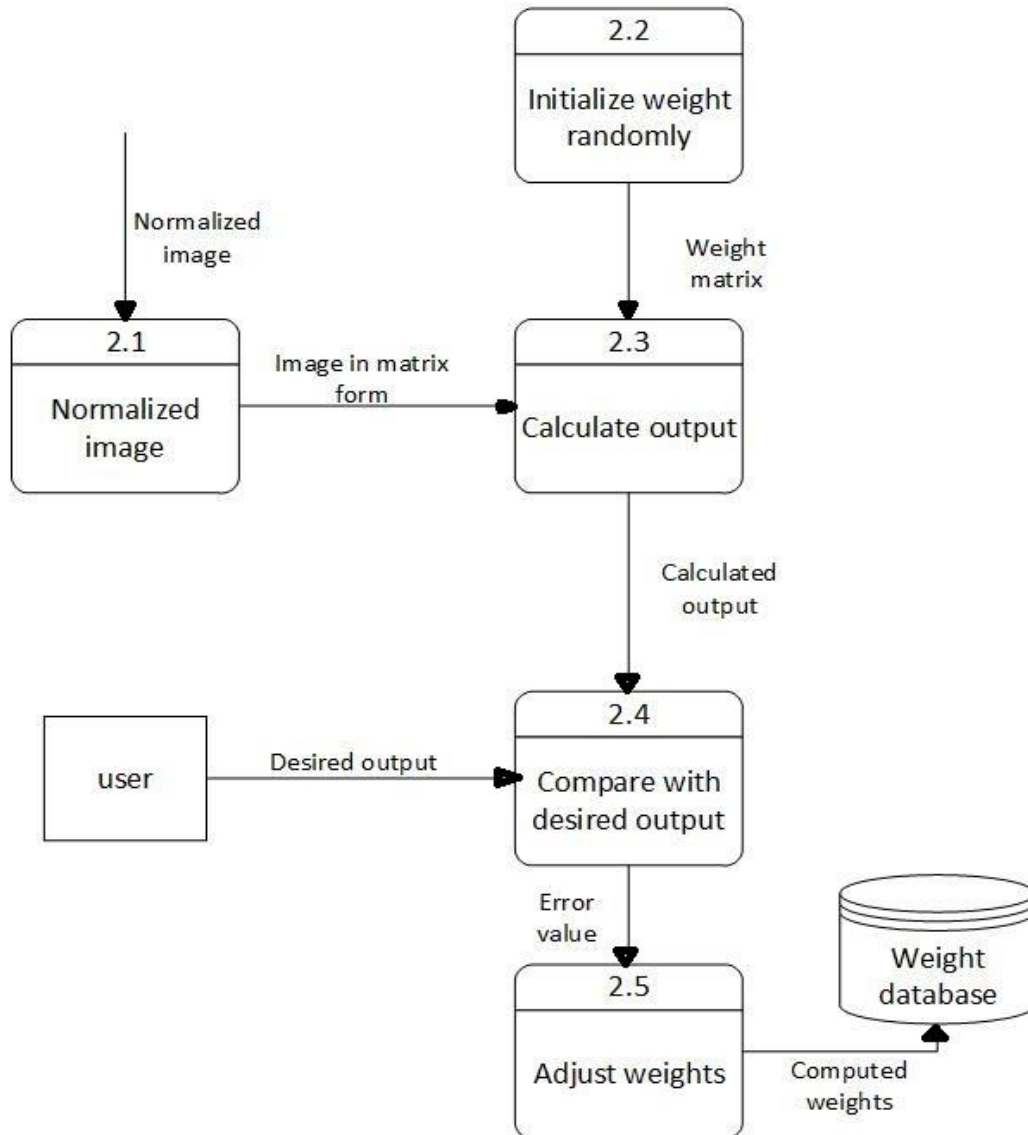 2.2
Initialize weight
randomly
Normalized
image
Weight
matrix
2.1
Normalized
image
Image in matrix
form
2.3
Calculate output
Calculated
output
user
Desired output
2.4
Compare with
desired output
Error
value
Weight
database
2.5
Adjust weights
Computed
weights